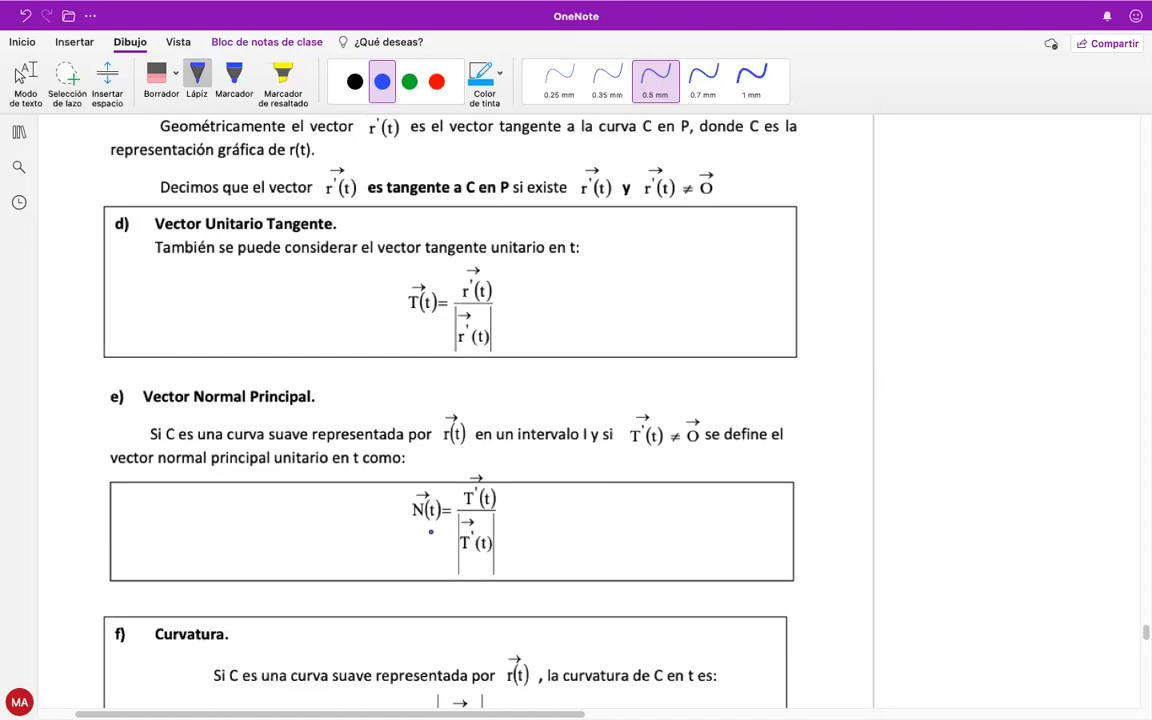 OneNote
Inicio Insertar Dibujo Vista Bloc de notas de clase ¿Qué deseas? Compartir
Modo de texto Selección de lazo Insertar espacio Borrador Lápiz Marcador Marcador de resaltado Color de tinta 0.25 mm 0.35 mm 0.5 mm 0.7 mm 1 mm
Geométricamente el vector r'(t) es el vector tangente a la curva C en P, donde C es la
representación gráfica de r(t).
Decimos que el vector r'(t) es tangente a C en P si existe r'(t) y r'(t) ≠ O
d) Vector Unitario Tangente.
También se puede considerar el vector tangente unitario en t:
T(t)= r'(t) / |r'(t)|
e) Vector Normal Principal.
Si C es una curva suave representada por r(t) en un intervalo I y si T'(t) ≠ O se define el
vector normal principal unitario en t como:
N(t)= T'(t) / |T'(t)|
f) Curvatura.
Si C es una curva suave representada por r(t) , la curvatura de C en t es:
MA